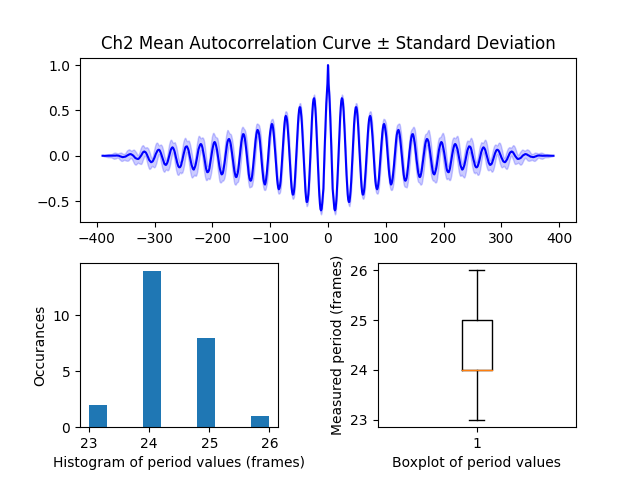 Ch2 Mean Autocorrelation Curve ± Standard Deviation
1.0
0.5
0.0
−0.5
−400 −300 −200 −100 0 100 200 300 400
Occurances
10
5
0
23 24 25 26
Histogram of period values (frames)
Measured period (frames)
26
25
24
23
1
Boxplot of period values